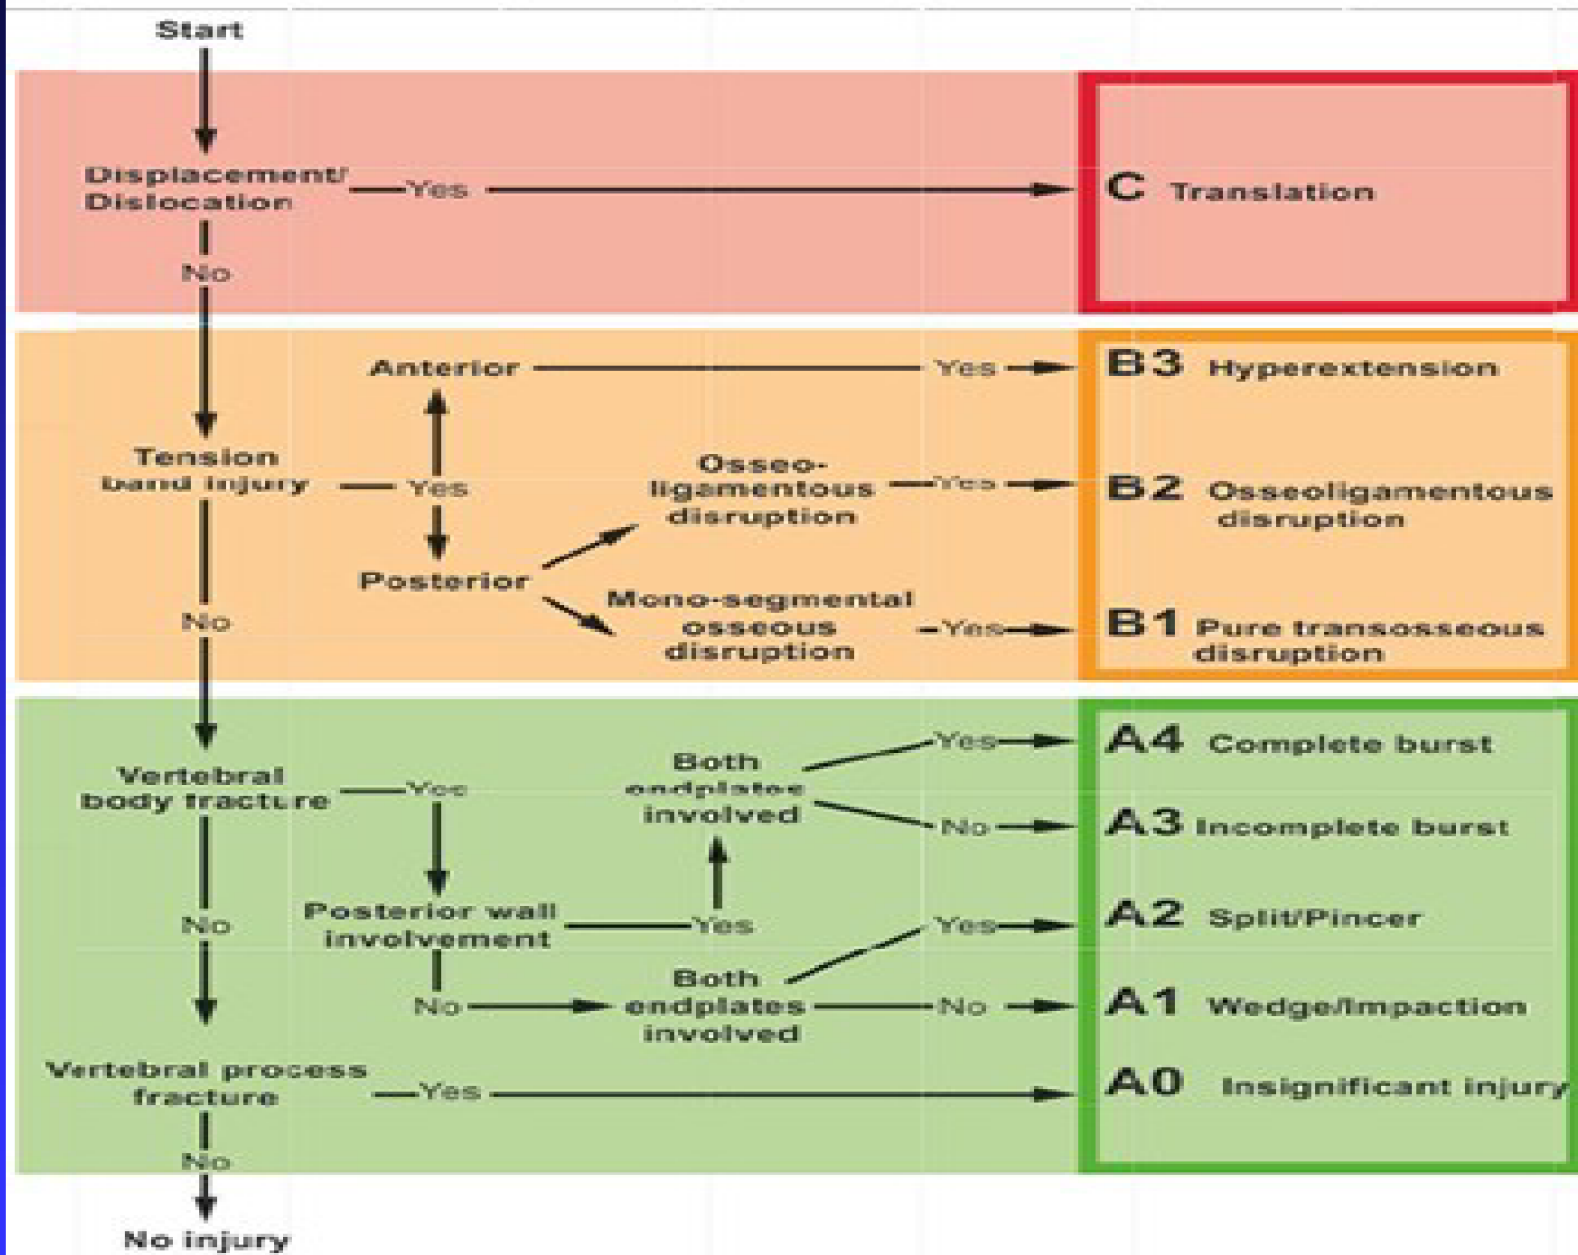 Start
Displacement/
Dislocation
Yes
C Translation
No
Anterior
Yes
B3 Hyperextension
Tension
band injury
Yes
Osseo-
ligamentous
disruption
Yes
B2 Osseoligamentous
disruption
Posterior
Mono-segmental
osseous
disruption
Yes
B1 Pure transosseous
disruption
No
Vertebral
body fracture
Yes
Both
endplates
involved
Yes
A4 Complete burst
No
A3 Incomplete burst
No
Posterior wall
involvement
Yes
Yes
A2 Split/Pincer
No
Both
endplates
involved
No
A1 Wedge/Impaction
Vertebral process
fracture
Yes
A0 Insignificant injury
No
No injury